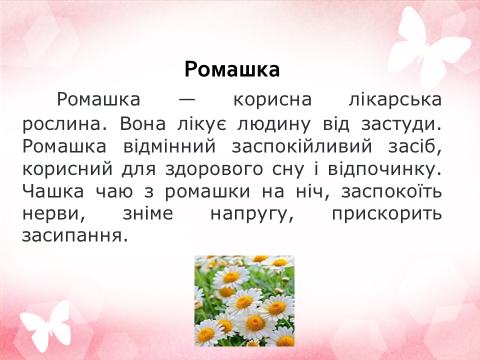 Ромашка
Ромашка — корисна лікарська
рослина. Вона лікує людину від застуди.
Ромашка відмінний заспокійливий засіб,
корисний для здорового сну і відпочинку.
Чашка чаю з ромашки на ніч, заспокоїть
нерви, зніме напругу, прискорить
засипання.